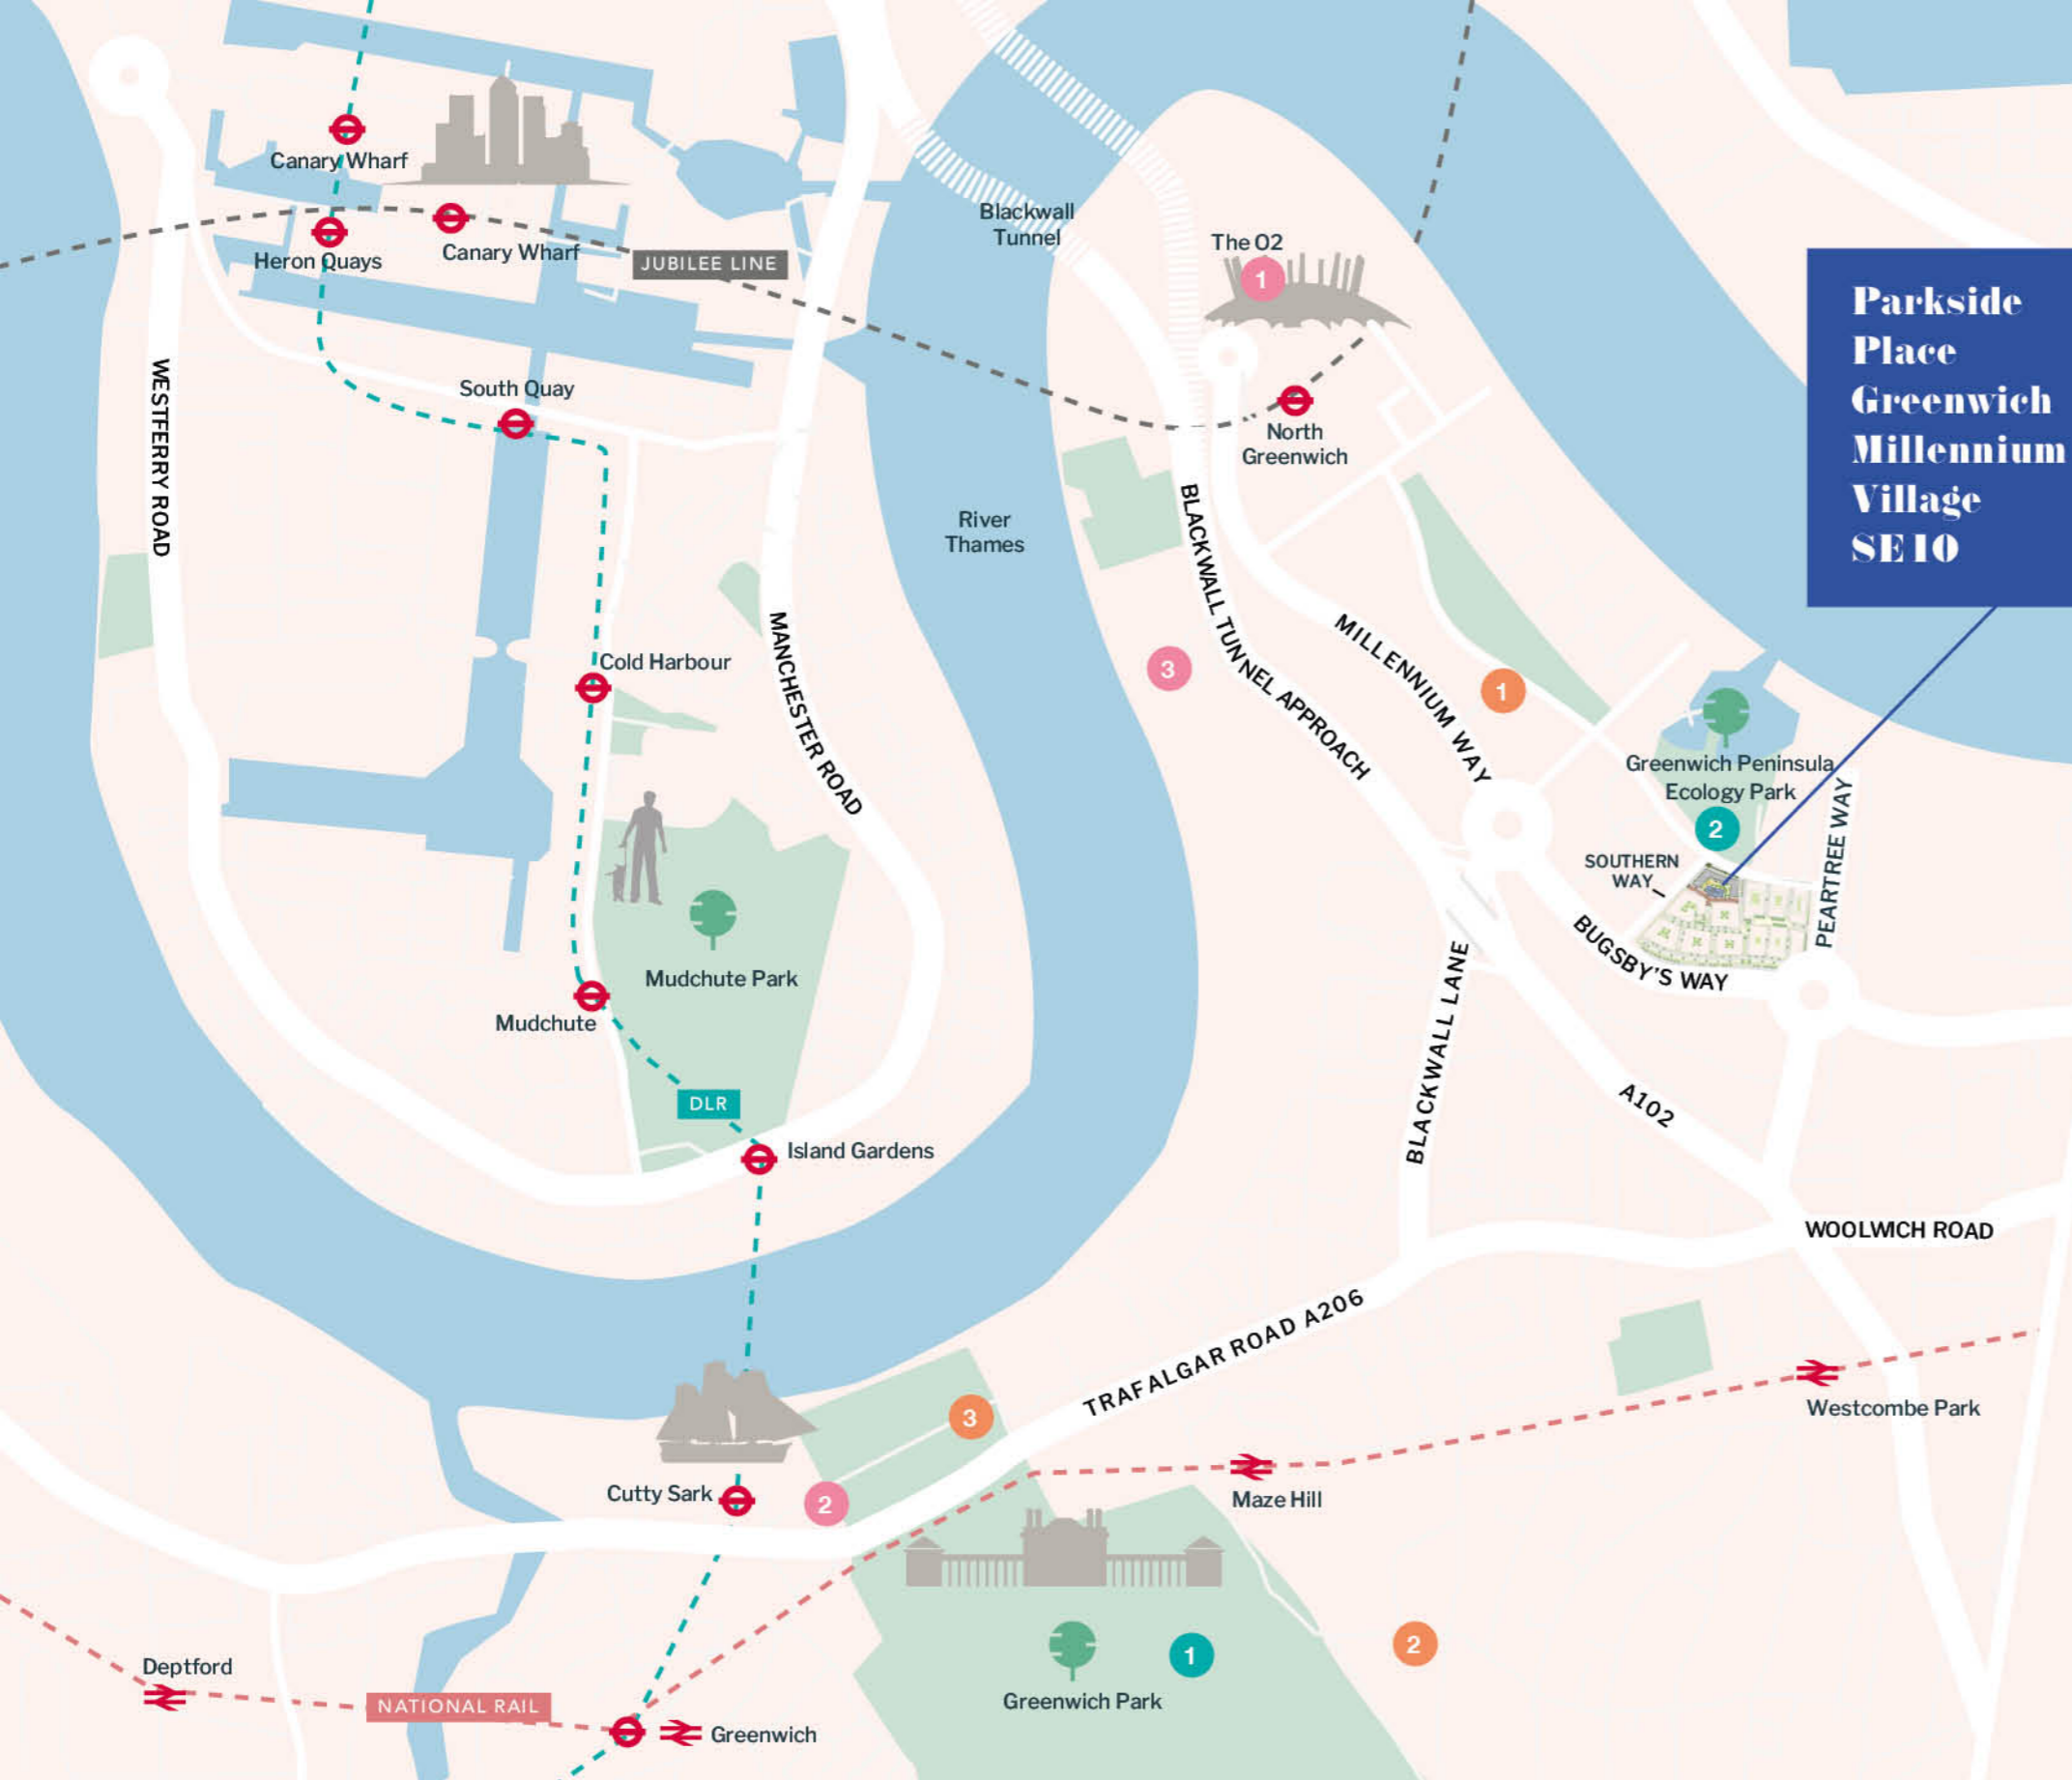 Canary Wharf
Heron Quays
Canary Wharf
JUBILEE LINE
Blackwall
Tunnel
The O2
1
Parkside
Place
Greenwich
Millennium
Village
SE10
WESTFERRY ROAD
South Quay
North
Greenwich
River
Thames
BLACKWALL TUNNEL APPROACH
MILLENNIUM WAY
3
1
Cold Harbour
MANCHESTER ROAD
Greenwich Peninsula
Ecology Park
2
SOUTHERN
WAY
PEARTREE WAY
BUGSBY'S WAY
Mudchute Park
Mudchute
BLACKWALL LANE
A102
DLR
Island Gardens
WOOLWICH ROAD
TRAFALGAR ROAD A206
Westcombe Park
3
Cutty Sark
2
Maze Hill
Deptford
NATIONAL RAIL
Greenwich
Greenwich Park
1
2